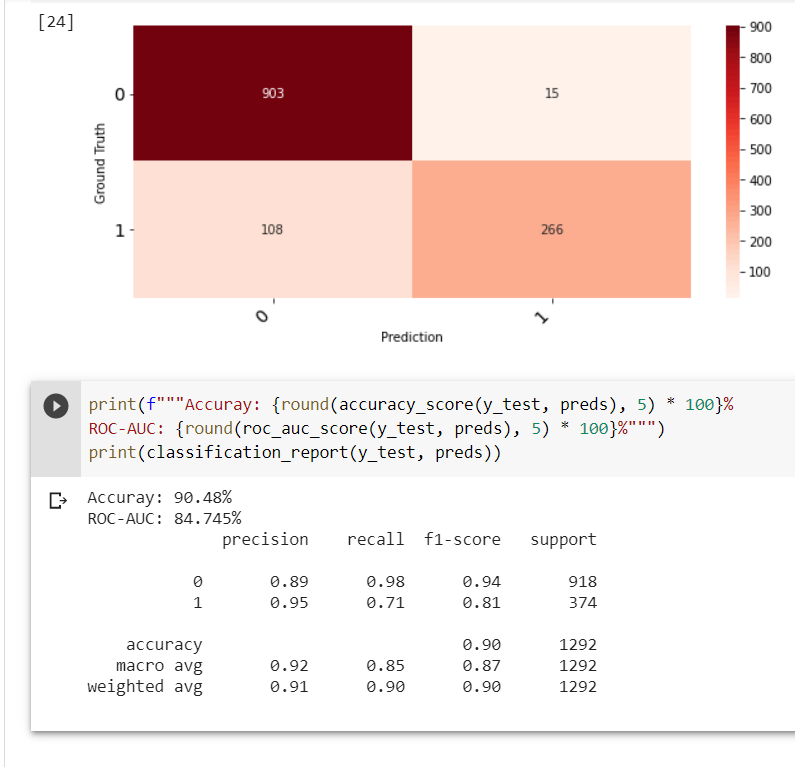 [24]
900
0
903
15
800
700
600
Ground Truth
500
400
1
108
266
300
200
100
0
1
Prediction
print(f"""Accuray: {round(accuracy_score(y_test, preds), 5) * 100}%
ROC-AUC: {round(roc_auc_score(y_test, preds), 5) * 100}%""")
print(classification_report(y_test, preds))
Accuray: 90.48%
ROC-AUC: 84.745%
precision recall f1-score support
0 0.89 0.98 0.94 918
1 0.95 0.71 0.81 374
accuracy 0.90 1292
macro avg 0.92 0.85 0.87 1292
weighted avg 0.91 0.90 0.90 1292